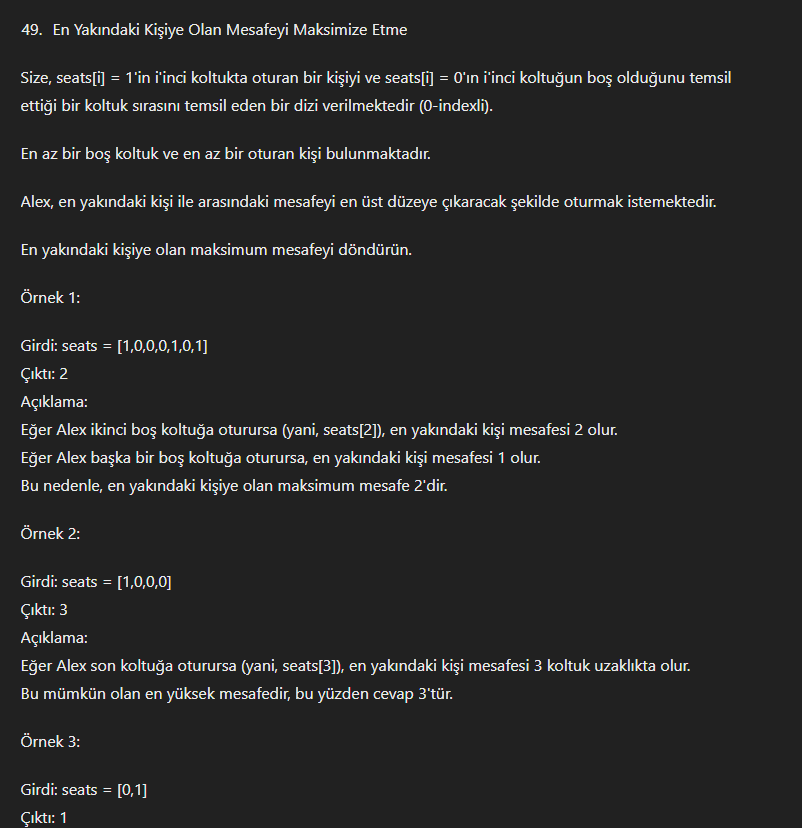 49. En Yakındaki Kişiye Olan Mesafeyi Maksimize Etme
Size, seats[i] = 1'in i'inci koltukta oturan bir kişiyi ve seats[i] = 0'ın i'inci koltuğun boş olduğunu temsil
ettiği bir koltuk sırasını temsil eden bir dizi verilmektedir (0-indexli).
En az bir boş koltuk ve en az bir oturan kişi bulunmaktadır.
Alex, en yakındaki kişi ile arasındaki mesafeyi en üst düzeye çıkaracak şekilde oturmak istemektedir.
En yakındaki kişiye olan maksimum mesafeyi döndürün.
Örnek 1:
Girdi: seats = [1,0,0,0,1,0,1]
Çıktı: 2
Açıklama:
Eğer Alex ikinci boş koltuğa oturursa (yani, seats[2]), en yakındaki kişi mesafesi 2 olur.
Eğer Alex başka bir boş koltuğa oturursa, en yakındaki kişi mesafesi 1 olur.
Bu nedenle, en yakındaki kişiye olan maksimum mesafe 2'dir.
Örnek 2:
Girdi: seats = [1,0,0,0]
Çıktı: 3
Açıklama:
Eğer Alex son koltuğa oturursa (yani, seats[3]), en yakındaki kişi mesafesi 3 koltuk uzaklıkta olur.
Bu mümkün olan en yüksek mesafedir, bu yüzden cevap 3'tür.
Örnek 3:
Girdi: seats = [0,1]
Çıktı: 1